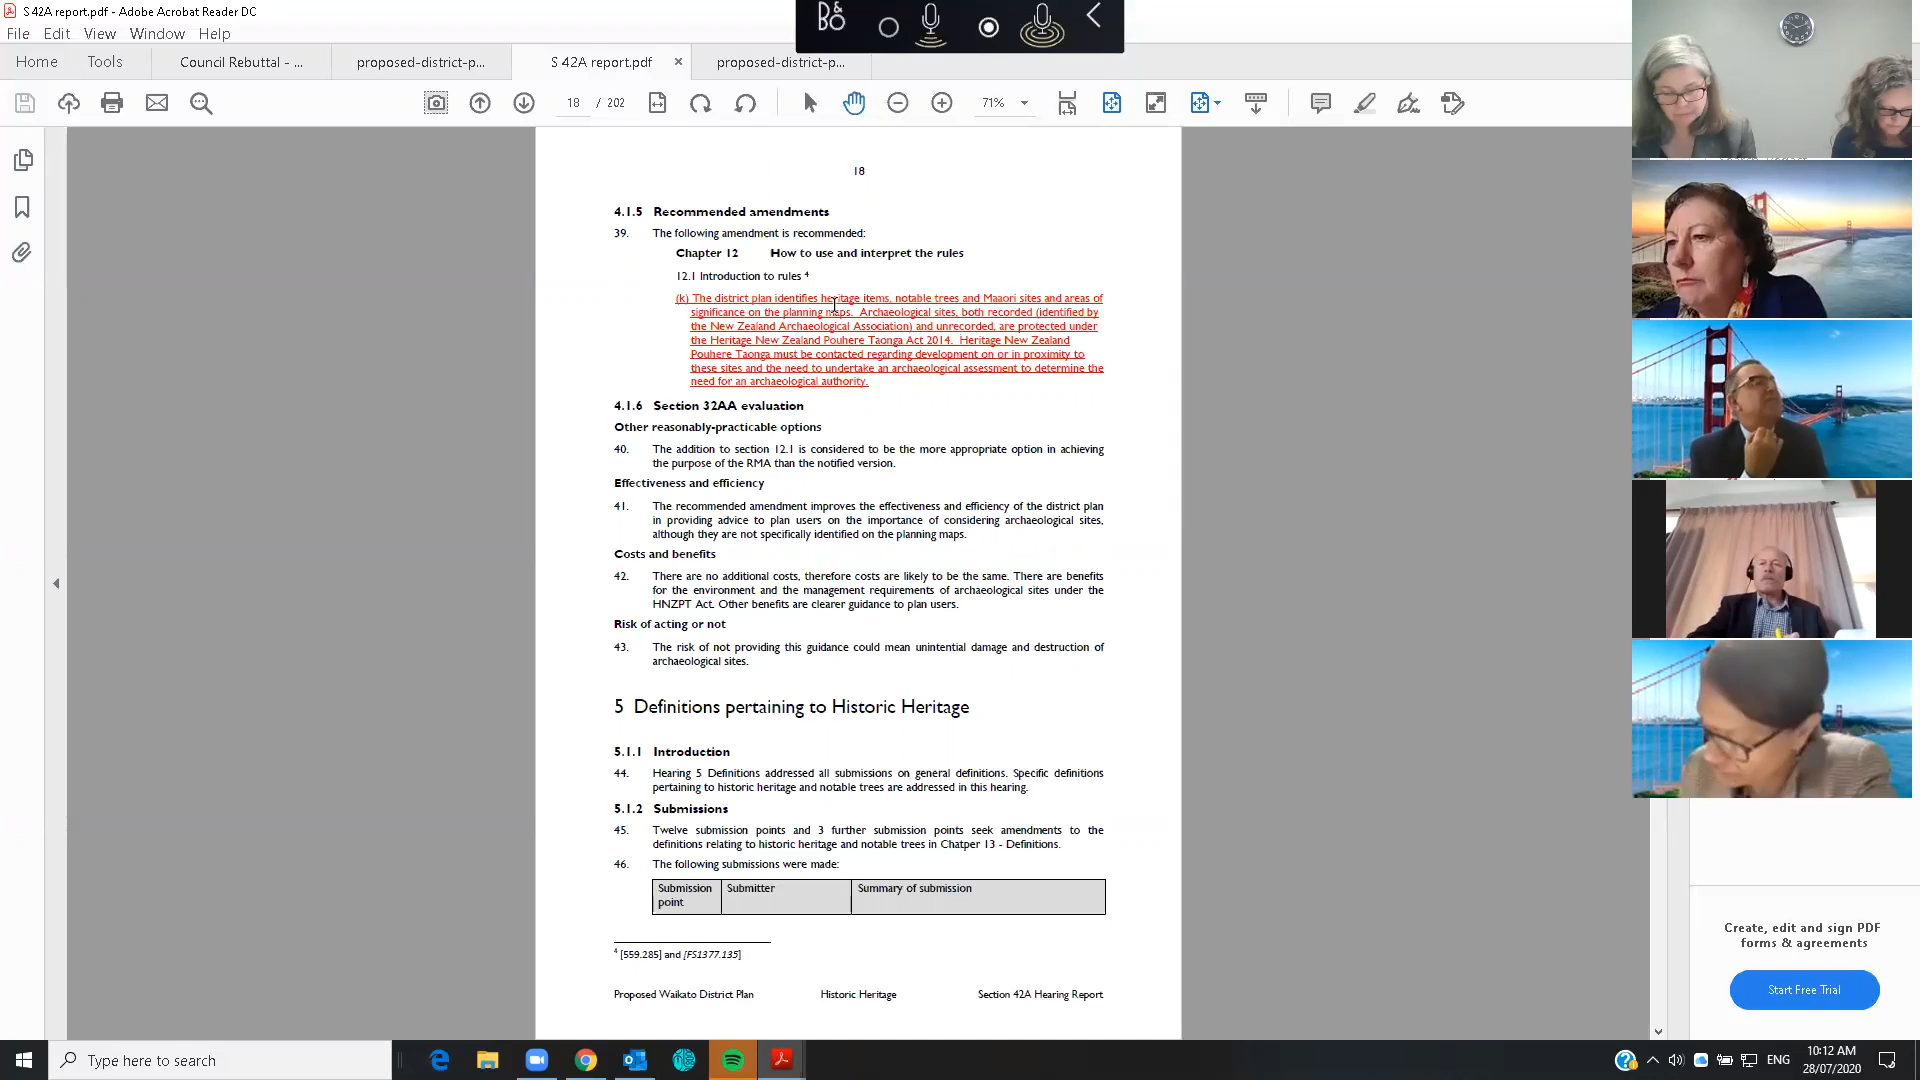 S 42A report.pdf - Adobe Acrobat Reader DC
File Edit View Window Help
Home Tools Council Rebuttal - ... proposed-district-p... S 42A report.pdf × proposed-district-p...
18 / 202 71%
18
4.1.5 Recommended amendments
39. The following amendment is recommended:
Chapter 12 How to use and interpret the rules
12.1 Introduction to rules 4
(k) The district plan identifies heritage items, notable trees and Maaori sites and areas of
significance on the planning maps. Archaeological sites, both recorded (identified by
the New Zealand Archaeological Association) and unrecorded, are protected under
the Heritage New Zealand Pouhere Taonga Act 2014. Heritage New Zealand
Pouhere Taonga must be contacted regarding development on or in proximity to
these sites and the need to undertake an archaeological assessment to determine the
need for an archaeological authority.
4.1.6 Section 32AA evaluation
Other reasonably-practicable options
40. The addition to section 12.1 is considered to be the more appropriate option in achieving
the purpose of the RMA than the notified version.
Effectiveness and efficiency
41. The recommended amendment improves the effectiveness and efficiency of the district plan
in providing advice to plan users on the importance of considering archaeological sites,
although they are not specifically identified on the planning maps.
Costs and benefits
42. There are no additional costs, therefore costs are likely to be the same. There are benefits
for the environment and the management requirements of archaeological sites under the
HNZPT Act. Other benefits are clearer guidance to plan users.
Risk of acting or not
43. The risk of not providing this guidance could mean unintential damage and destruction of
archaeological sites.
5 Definitions pertaining to Historic Heritage
5.1.1 Introduction
44. Hearing 5 Definitions addressed all submissions on general definitions. Specific definitions
pertaining to historic heritage and notable trees are addressed in this hearing.
5.1.2 Submissions
45. Twelve submission points and 3 further submission points seek amendments to the
definitions relating to historic heritage and notable trees in Chatper 13 - Definitions.
46. The following submissions were made:
Submission Submitter Summary of submission
point
4 [559.285] and [FS1377.135]
Proposed Waikato District Plan Historic Heritage Section 42A Hearing Report
Create, edit and sign PDF
forms & agreements
Start Free Trial
Type here to search
ENG
10:12 AM
28/07/2020